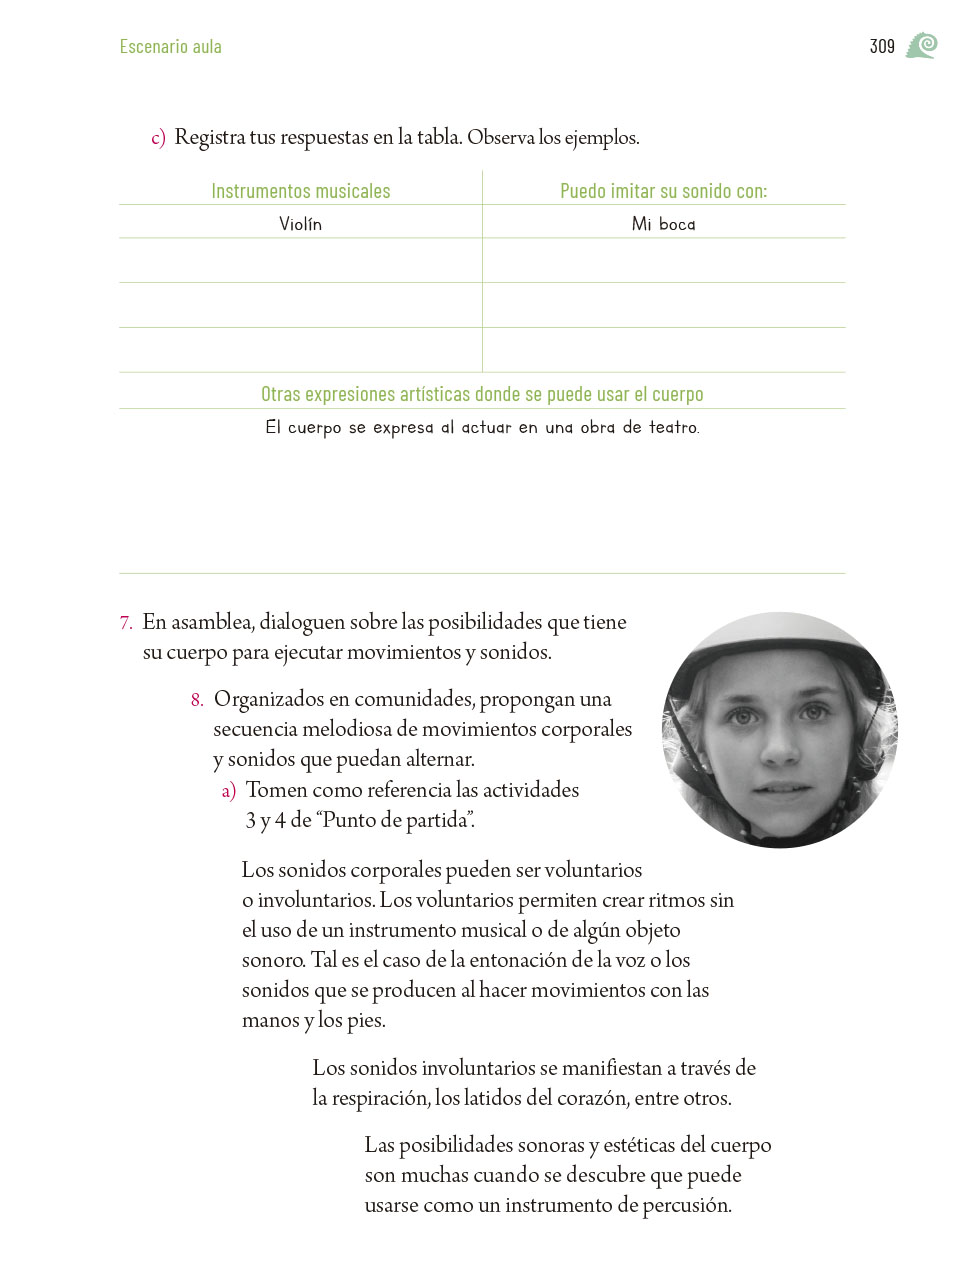 Escenario aula
309
c) Registra tus respuestas en la tabla. Observa los ejemplos.
Instrumentos musicales
Puedo imitar su sonido con:
Violín
Mi boca
Otras expresiones artísticas donde se puede usar el cuerpo
El cuerpo se expresa al actuar en una obra de teatro.
7. En asamblea, dialoguen sobre las posibilidades que tiene
su cuerpo para ejecutar movimientos y sonidos.
8. Organizados en comunidades, propongan una
secuencia melodiosa de movimientos corporales
y sonidos que puedan alternar.
a) Tomen como referencia las actividades
3 y 4 de “Punto de partida”.
Los sonidos corporales pueden ser voluntarios
o involuntarios. Los voluntarios permiten crear ritmos sin
el uso de un instrumento musical o de algún objeto
sonoro. Tal es el caso de la entonación de la voz o los
sonidos que se producen al hacer movimientos con las
manos y los pies.
Los sonidos involuntarios se manifiestan a través de
la respiración, los latidos del corazón, entre otros.
Las posibilidades sonoras y estéticas del cuerpo
son muchas cuando se descubre que puede
usarse como un instrumento de percusión.